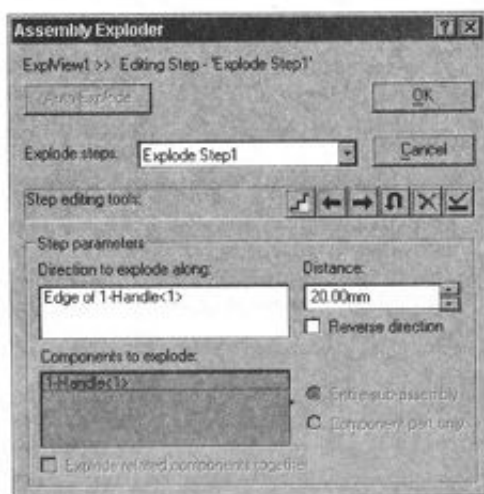 Assembly Exploder
ExplView1 >> Editing Step - 'Explode Step1'
Auto Explode
OK
Explode steps:
Explode Step1
Cancel
Step editing tools:
Step parameters
Direction to explode along:
Distance:
Edge of 1-Handle<1>
20.00mm
Reverse direction
Components to explode:
1-Handle<1>
Entire sub-assembly
Component part only
Explode related components together